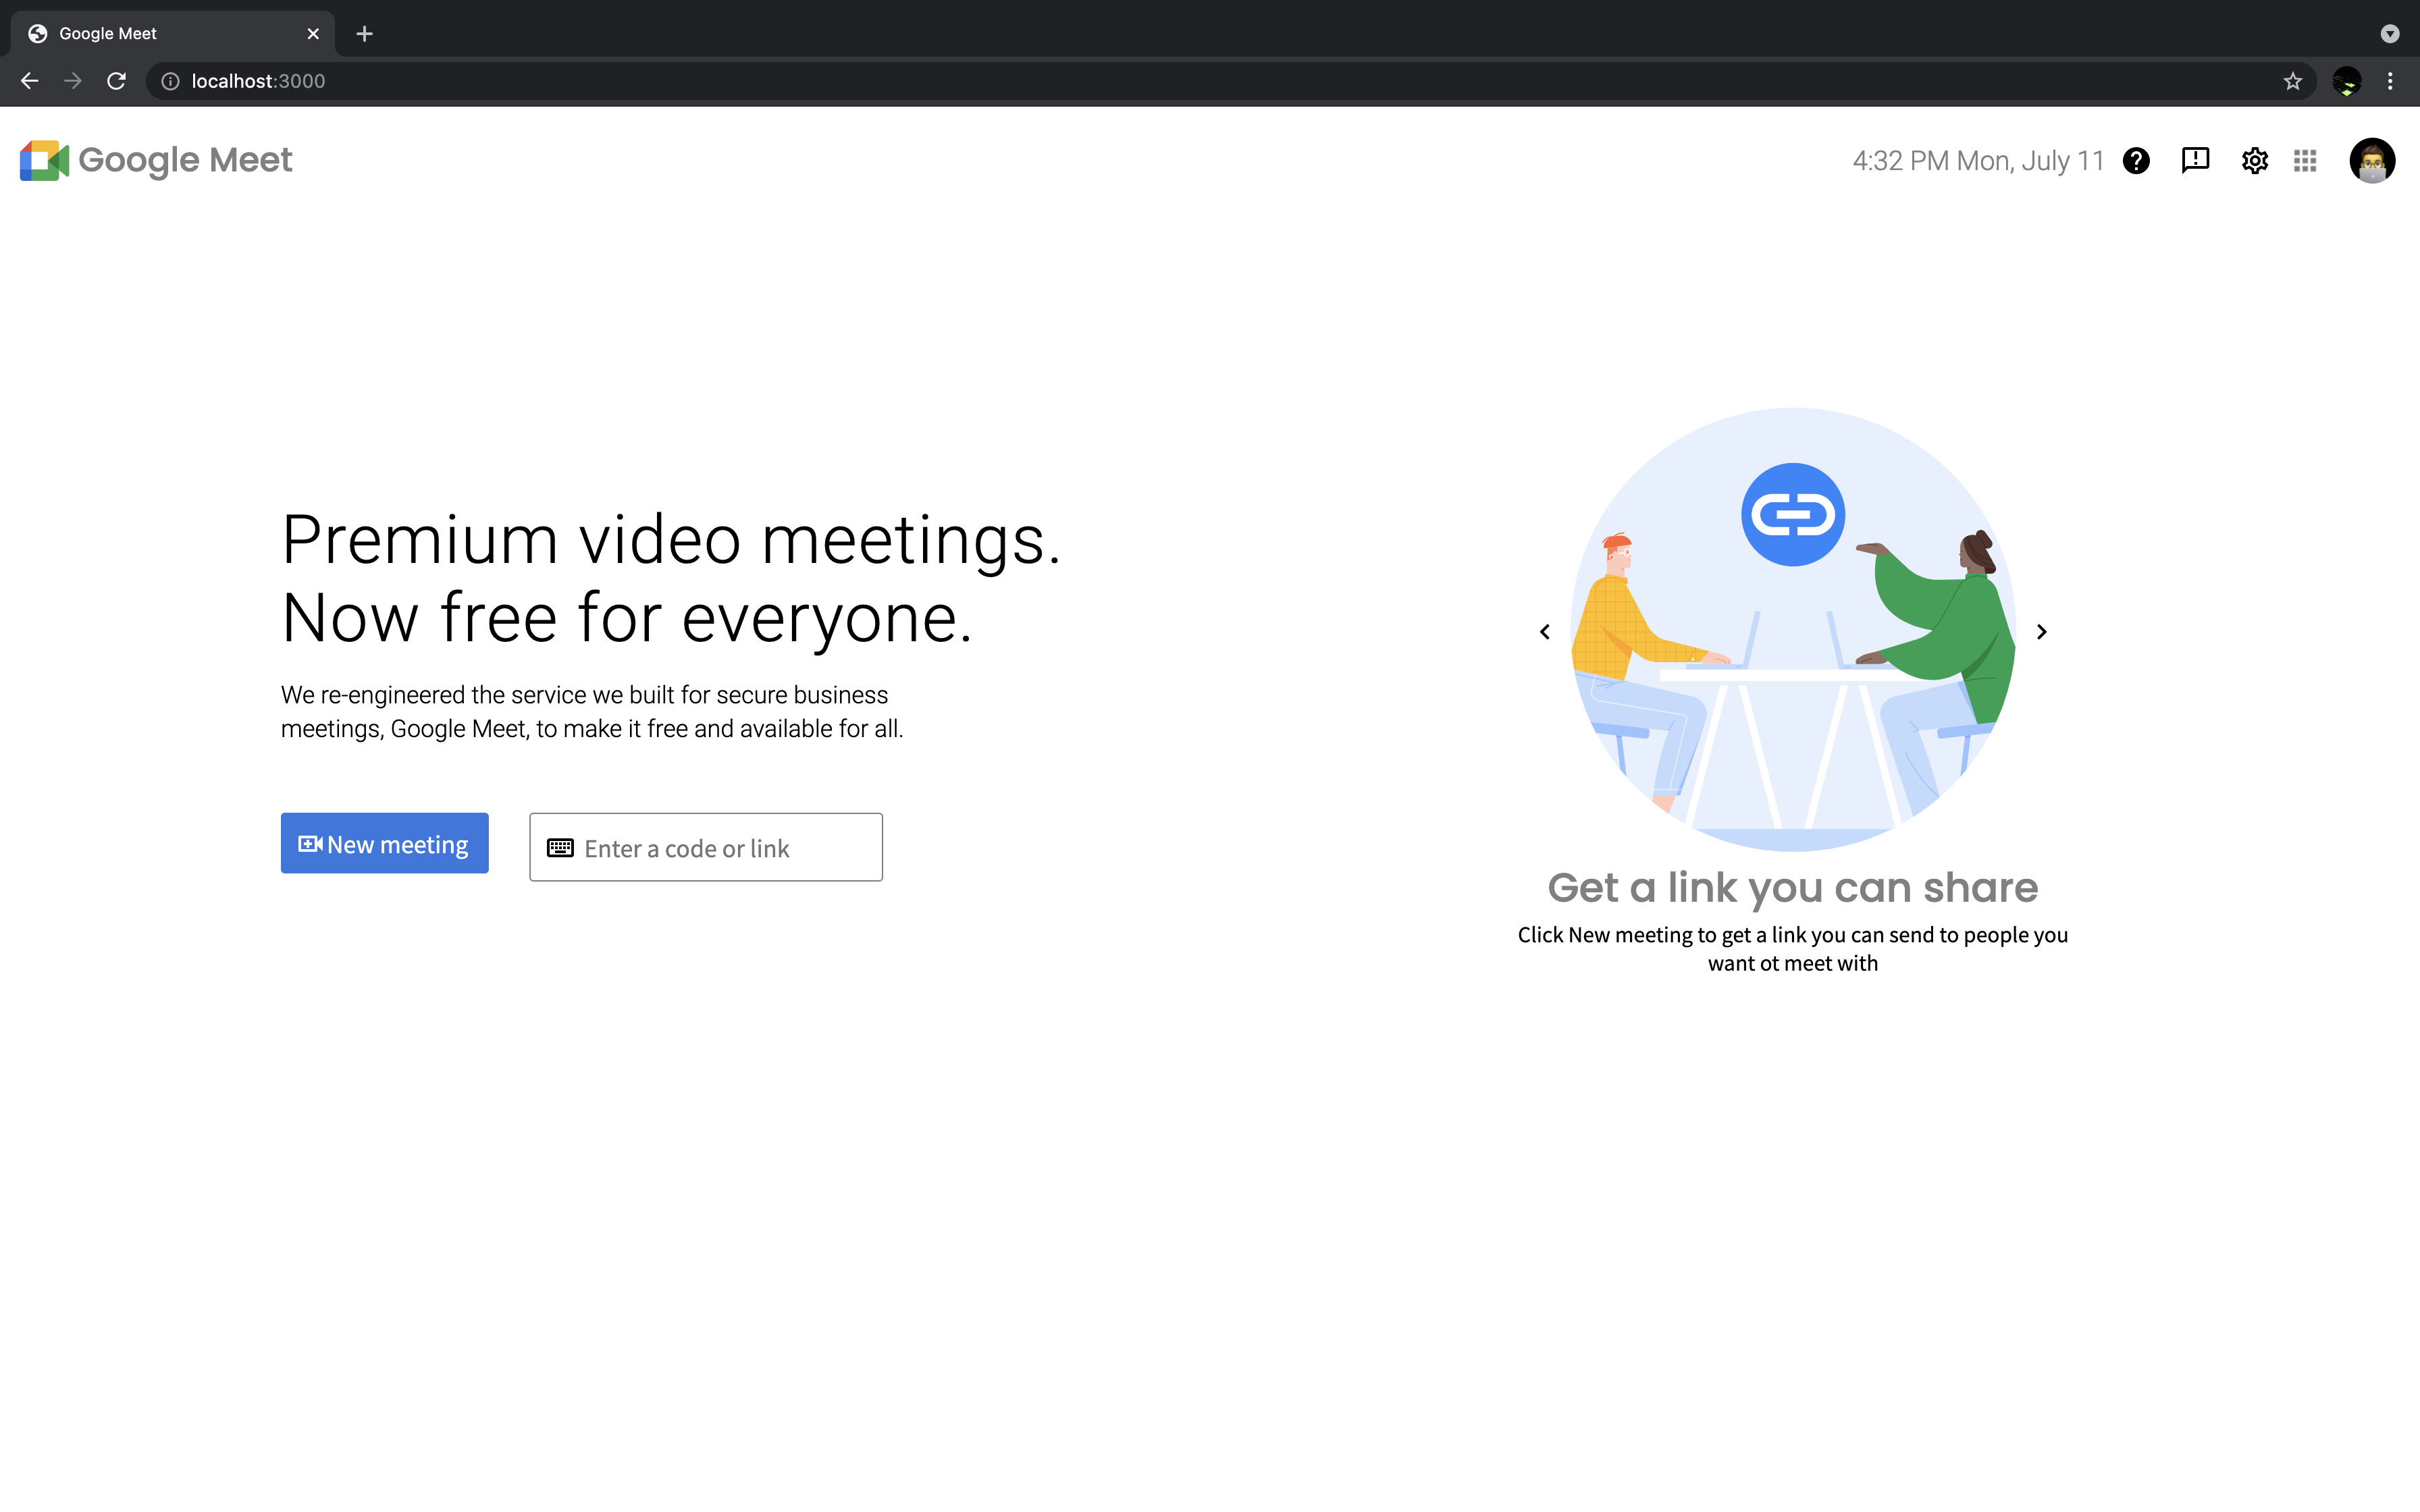 Google Meet
localhost:3000
Google Meet
4:32 PM Mon, July 11
Premium video meetings.
Now free for everyone.
We re-engineered the service we built for secure business
meetings, Google Meet, to make it free and available for all.
New meeting
Enter a code or link
Get a link you can share
Click New meeting to get a link you can send to people you
want ot meet with